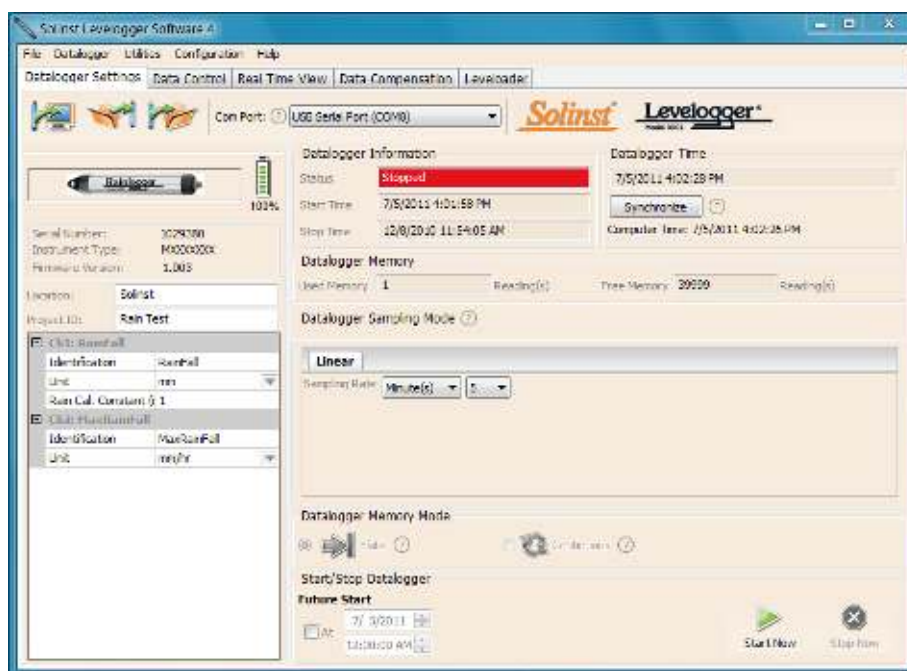 Solinst Levelogger Software 4
File Datalogger Utilities Configuration Help
Datalogger Settings Data Control Real Time View Data Compensation Leveloader
Com Port: USB Serial Port (COM8) Solinst Levelogger
Rainlogger
100%
Serial Number: 1029380
Instrument Type: MXXXXXXX
Firmware Version: 1.003
Location: Solinst
Project ID: Rain Test
Ch1: RainFall
Identification RainFall
Unit mm
Rain Cal. Constant 1
Ch2: MaxRainFall
Identification MaxRainFall
Unit mm/hr
Datalogger Information
Status Stopped
Start Time 7/5/2011 4:01:58 PM
Stop Time 12/8/2010 11:54:05 AM
Datalogger Time
7/5/2011 4:02:28 PM
Synchronize
Computer Time: 7/5/2011 4:02:26 PM
Datalogger Memory
Used Memory 1 Reading(s) Free Memory 39999 Reading(s)
Datalogger Sampling Mode
Linear
Sampling Rate Minute(s) 5
Datalogger Memory Mode
Slate Continuous
Start/Stop Datalogger
Future Start
At 7/ 5/2011
12:00:00 AM
Start Now Stop Now